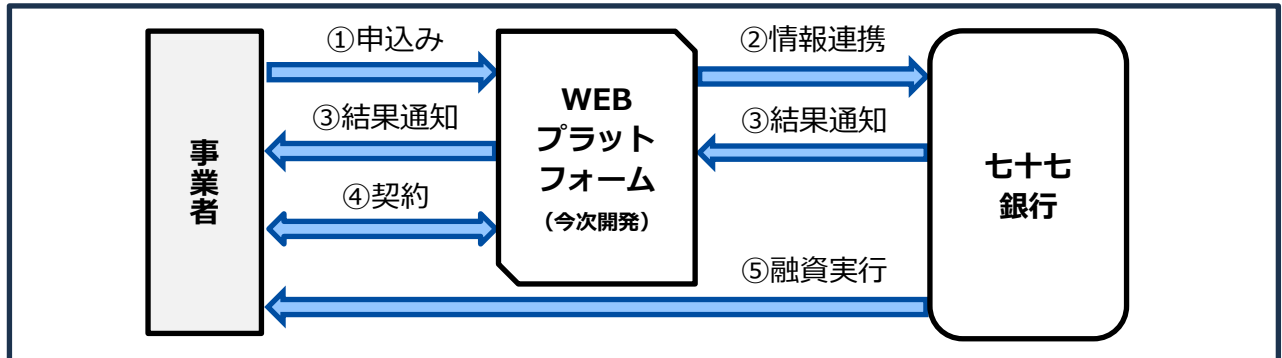 ①申込み
②情報連携
③結果通知
③結果通知
④契約
⑤融資実行
事業者
WEB
プラット
フォーム
（今次開発）
七十七
銀行